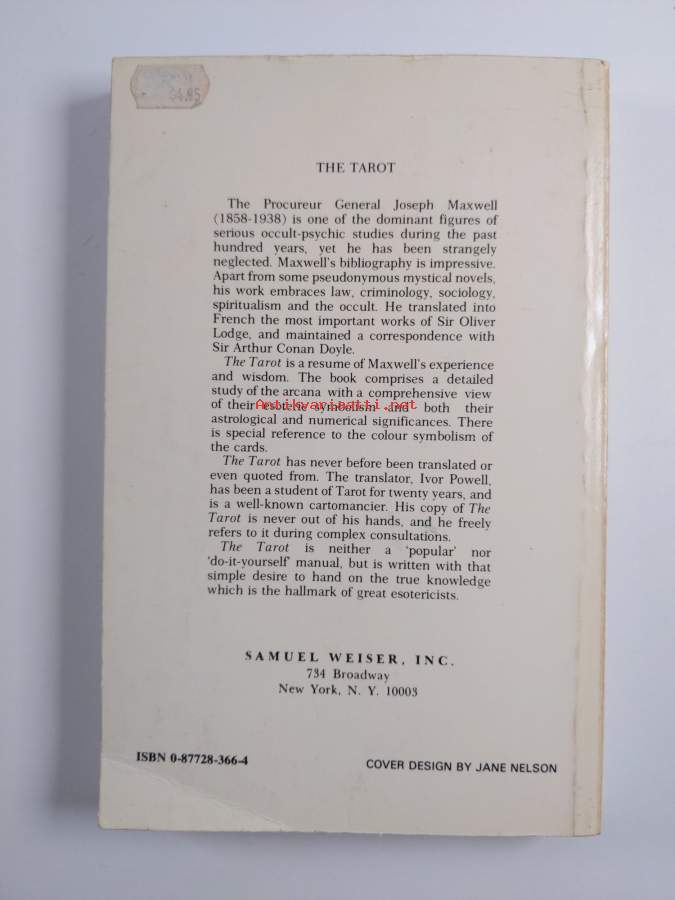 THE TAROT
The Procureur General Joseph Maxwell
(1858-1938) is one of the dominant figures of
serious occult-psychic studies during the past
hundred years, yet he has been strangely
neglected. Maxwell's bibliography is impressive.
Apart from some pseudonymous mystical novels,
his work embraces law, criminology, sociology,
spiritualism and the occult. He translated into
French the most important works of Sir Oliver
Lodge, and maintained a correspondence with
Sir Arthur Conan Doyle.
The Tarot is a resume of Maxwell's experience
and wisdom. The book comprises a detailed
study of the arcana with a comprehensive view
Antikvariaatti.net
of their symbolism and both their
astrological and numerical significances. There
is special reference to the colour symbolism of
the cards.
The Tarot has never before been translated or
even quoted from. The translator, Ivor Powell,
has been a student of Tarot for twenty years, and
is a well-known cartomancier. His copy of The
Tarot is never out of his hands, and he freely
refers to it during complex consultations.
The Tarot is neither a 'popular' nor
'do-it-yourself' manual, but is written with that
simple desire to hand on the true knowledge
which is the hallmark of great esotericists.
SAMUEL WEISER, INC.
734 Broadway
New York, N. Y. 10003
ISBN 0-87728-366-4
COVER DESIGN BY JANE NELSON